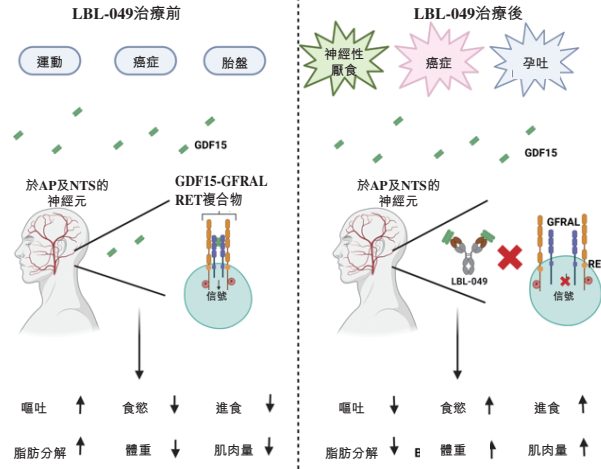 LBL-049治療前
運動
癌症
胎盤
GDF15
於AP及NTS的
神經元
GDF15-GFRAL
RET複合物
信號
嘔吐
食慾
進食
脂肪分解
體重
肌肉量
LBL-049治療後
神經性
厭食
癌症
孕吐
GDF15
於AP及NTS的
神經元
GFRAL
LBL-049
RE
信號
嘔吐
食慾
進食
脂肪分解
體重
肌肉量